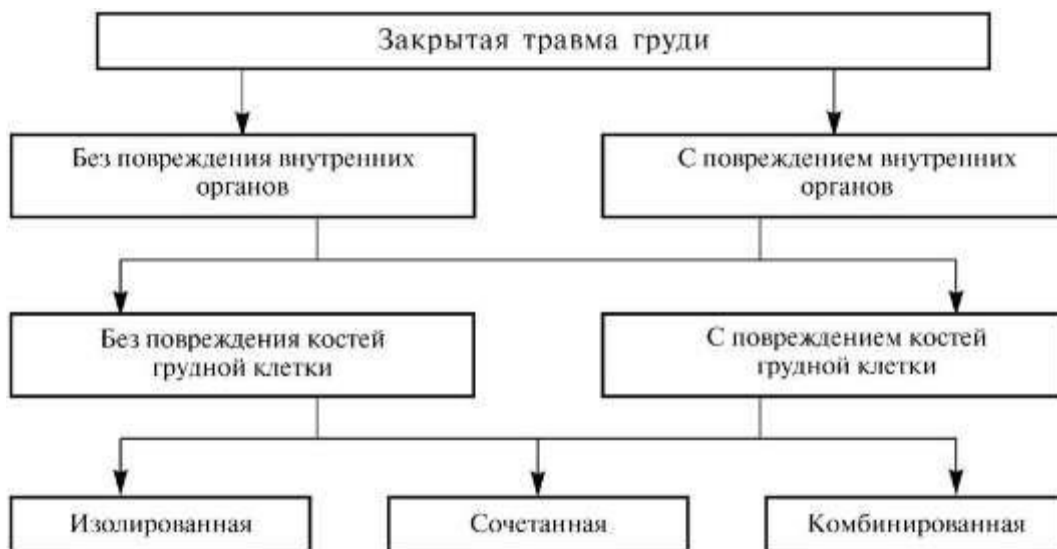 Закрытая травма груди
Без повреждения внутренних
органов
С повреждением внутренних
органов
Без повреждения костей
грудной клетки
С повреждением костей
грудной клетки
Изолированная
Сочетанная
Комбинированная